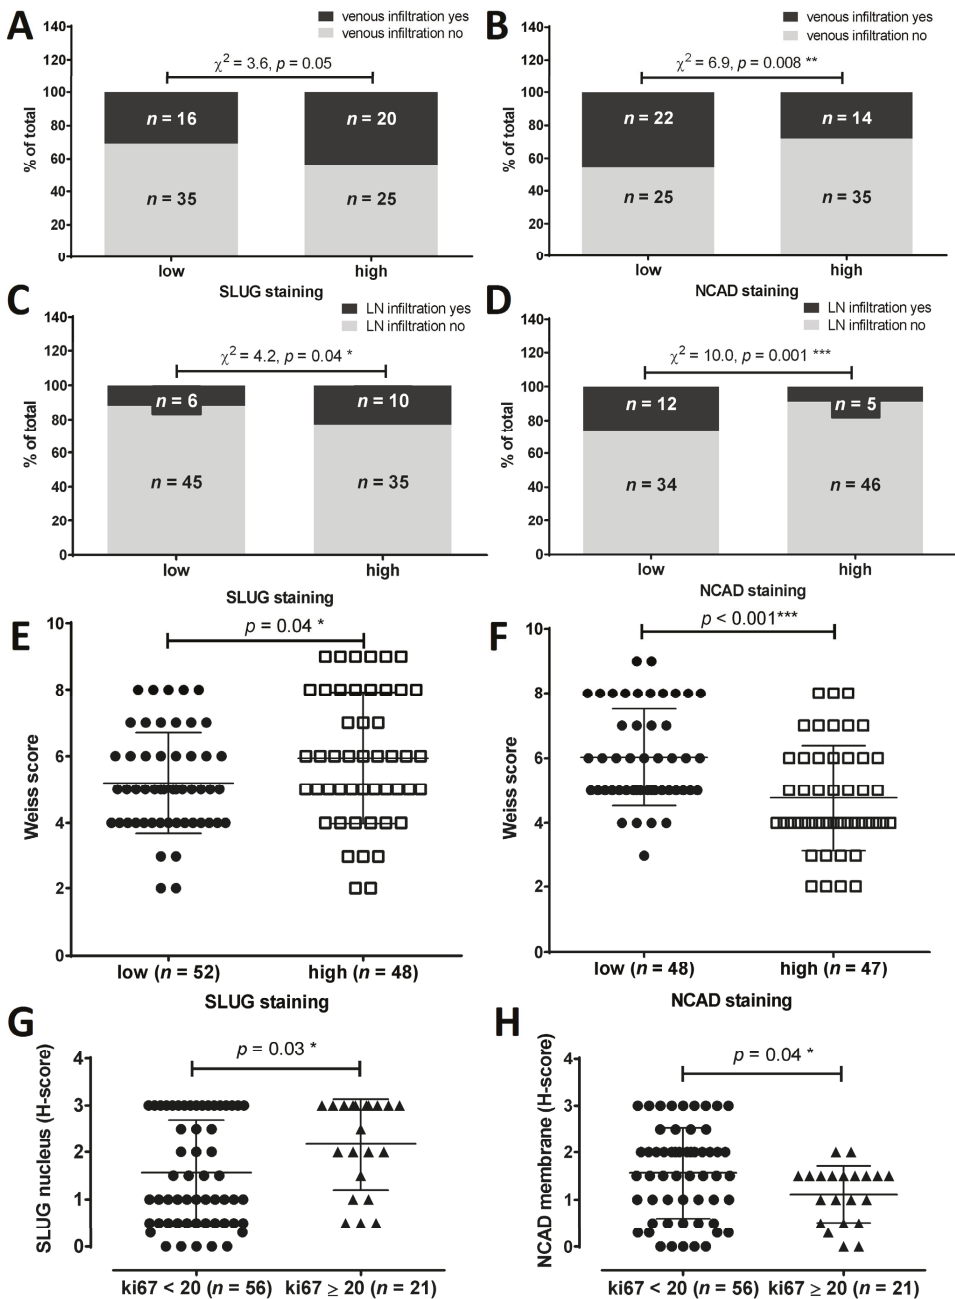 A
venous infiltration yes
venous infiltration no
140
120
100
80
60
40
20
0
% of total
χ² = 3.6, p = 0.05
n = 16
n = 20
n = 35
n = 25
low
high
SLUG staining
B
venous infiltration yes
venous infiltration no
140
120
100
80
60
40
20
0
% of total
χ² = 6.9, p = 0.008 **
n = 22
n = 14
n = 25
n = 35
low
high
NCAD staining
C
LN infiltration yes
LN infiltration no
140
120
100
80
60
40
20
0
% of total
χ² = 4.2, p = 0.04 *
n = 6
n = 10
n = 45
n = 35
low
high
SLUG staining
D
LN infiltration yes
LN infiltration no
140
120
100
80
60
40
20
0
% of total
χ² = 10.0, p = 0.001 ***
n = 12
n = 5
n = 34
n = 46
low
high
NCAD staining
E
10
8
6
4
2
0
Weiss score
p = 0.04 *
low (n = 52)
high (n = 48)
SLUG staining
F
10
8
6
4
2
0
Weiss score
p < 0.001***
low (n = 48)
high (n = 47)
NCAD staining
G
4
3
2
1
0
SLUG nucleus (H-score)
p = 0.03 *
ki67 < 20 (n = 56)
ki67 ≥ 20 (n = 21)
H
4
3
2
1
0
NCAD membrane (H-score)
p = 0.04 *
ki67 < 20 (n = 56)
ki67 ≥ 20 (n = 21)